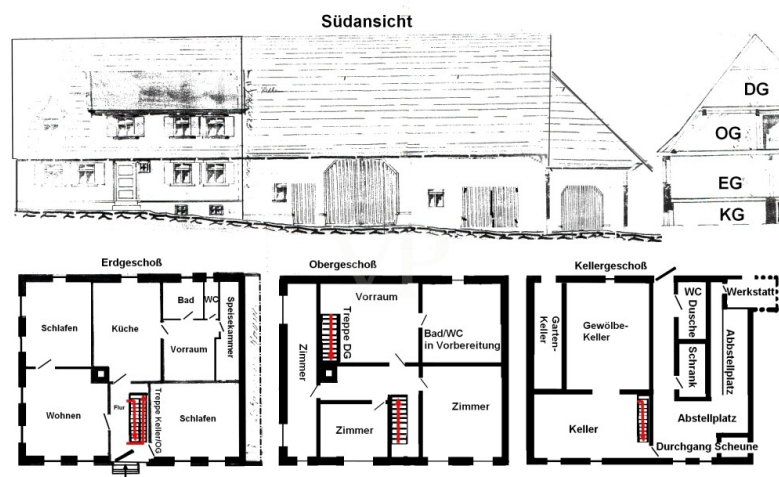 Südansicht
DG
OG
EG
KG
Erdgeschoß
Schlafen
Küche
Bad
WC
Speisekammer
Vorraum
Wohnen
Flur
Treppe Keller/OG
Schlafen
Obergeschoß
Vorraum
Treppe DG
Zimmer
Bad/WC
in Vorbereitung
Zimmer
Zimmer
Kellergeschoß
Garten-
Keller
Gewölbe-
Keller
WC
Dusche
Werkstatt
Schrank
Abbstellplatz
Keller
Abstellplatz
Durchgang Scheune
VP